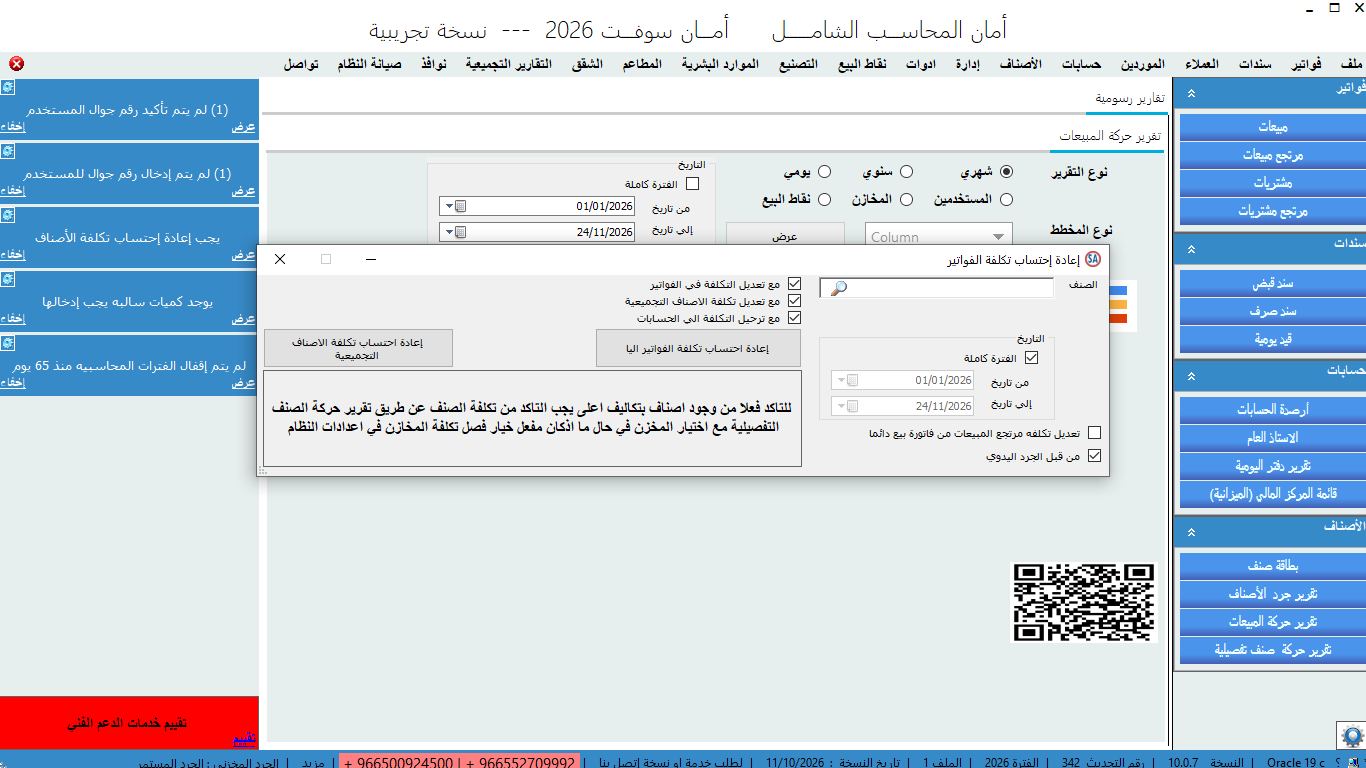 أمان المحاسب الشامل أمان سوفت 2026 --- نسخة تجريبية
ملف فواتير سندات العملاء الموردين حسابات الأصناف إدارة ادوات نقاط البيع التصنيع الموارد البشرية المطاعم الشقق التقارير التجميعية نوافذ صيانة النظام تواصل
فواتير
مبيعات
مرتجع مبيعات
مشتريات
مرتجع مشتريات
سندات
سند قبض
سند صرف
قيد يومية
حسابات
أرصدة الحسابات
الاستاذ العام
تقرير دفتر اليومية
قائمة المركز المالي (الميزانية)
الأصناف
بطاقة صنف
تقرير جرد الأصناف
تقرير حركة المبيعات
تقرير حركة صنف تفصيلية
تقارير رسومية
تقرير حركة المبيعات
نوع التقرير
شهري
سنوي
يومي
المستخدمين
المخازن
نقاط البيع
نوع المخطط
Column
عرض
التاريخ
الفترة كاملة
من تاريخ 01/01/2026
إلي تاريخ 24/11/2026
إعادة إحتساب تكلفة الفواتير
الصنف
مع تعديل التكلفة في الفواتير
مع تعديل تكلفة الاصناف التجميعية
مع ترحيل التكلفة الي الحسابات
التاريخ
الفترة كاملة
من تاريخ 01/01/2026
إلي تاريخ 24/11/2026
تعديل تكلفه مرتجع المبيعات من فاتورة بيع دائما
من قبل الجرد اليدوي
إعادة احتساب تكلفة الفواتير اليا
إعادة احتساب تكلفة الاصناف
التجميعية
للتاكد فعلا من وجود اصناف بتكاليف اعلى يجب التاكد من تكلفة الصنف عن طريق تقرير حركة الصنف
التفصيلية مع اختيار المخزن في حال ما اذكان مفعل خيار فصل تكلفة المخازن في اعدادات النظام
(1) لم يتم تأكيد رقم جوال المستخدم
عرض
إخفاء
(1) لم يتم إدخال رقم جوال للمستخدم
عرض
إخفاء
يجب إعادة إحتساب تكلفة الأصناف
عرض
إخفاء
يوجد كميات سالبه يجب إدخالها
عرض
إخفاء
لم يتم إقفال الفترات المحاسبيه منذ 65 يوم
عرض
إخفاء
تقييم خدمات الدعم الفني
تقييم
؟ | Oracle 19 c | النسخة 10.0.7 | رقم التحديث 342 | الفترة 2026 | الملف 1 | تاريخ النسخة : 11/10/2026 | لطلب خدمة او نسخة إتصل بنا | + 966500924500 | + 966552709992 | مزيد | الجرد المخزني : الجرد المستمر